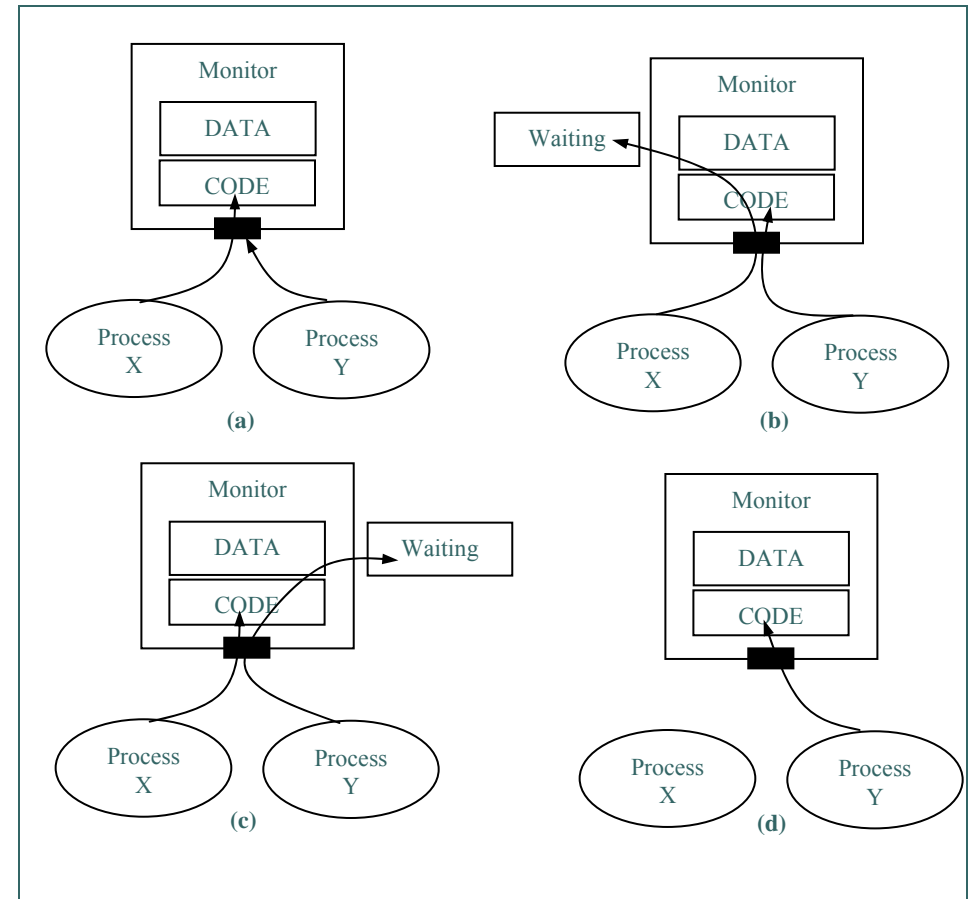 Monitor
DATA
CODE
Process
X
Process
Y
(a)
Monitor
Waiting
DATA
CODE
Process
X
Process
Y
(b)
Monitor
DATA
Waiting
CODE
Process
X
Process
Y
(c)
Monitor
DATA
CODE
Process
X
Process
Y
(d)